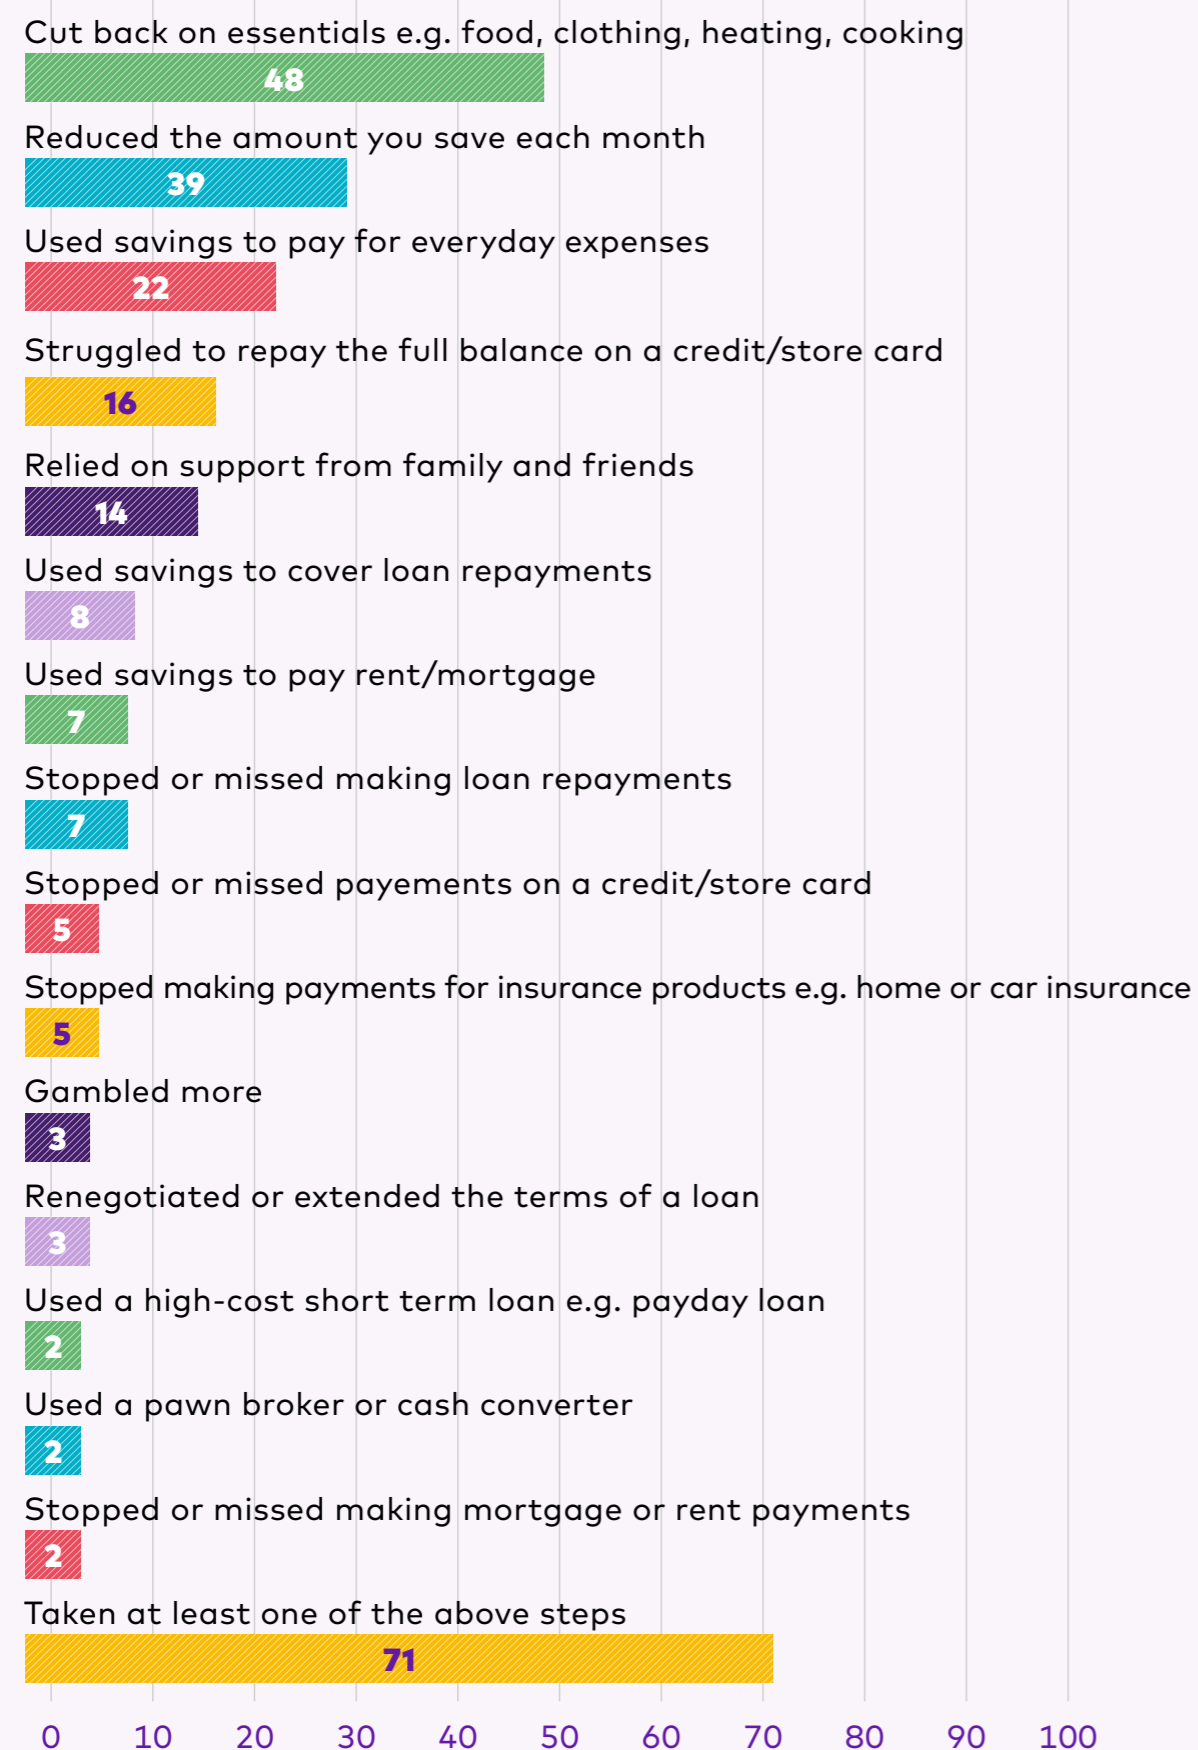 Cut back on essentials e.g. food, clothing, heating, cooking
48
Reduced the amount you save each month
39
Used savings to pay for everyday expenses
22
Struggled to repay the full balance on a credit/store card
16
Relied on support from family and friends
14
Used savings to cover loan repayments
8
Used savings to pay rent/mortgage
7
Stopped or missed making loan repayments
7
Stopped or missed payements on a credit/store card
5
Stopped making payments for insurance products e.g. home or car insurance
5
Gambled more
3
Renegotiated or extended the terms of a loan
3
Used a high-cost short term loan e.g. payday loan
2
Used a pawn broker or cash converter
2
Stopped or missed making mortgage or rent payments
2
Taken at least one of the above steps
71
0 10 20 30 40 50 60 70 80 90 100